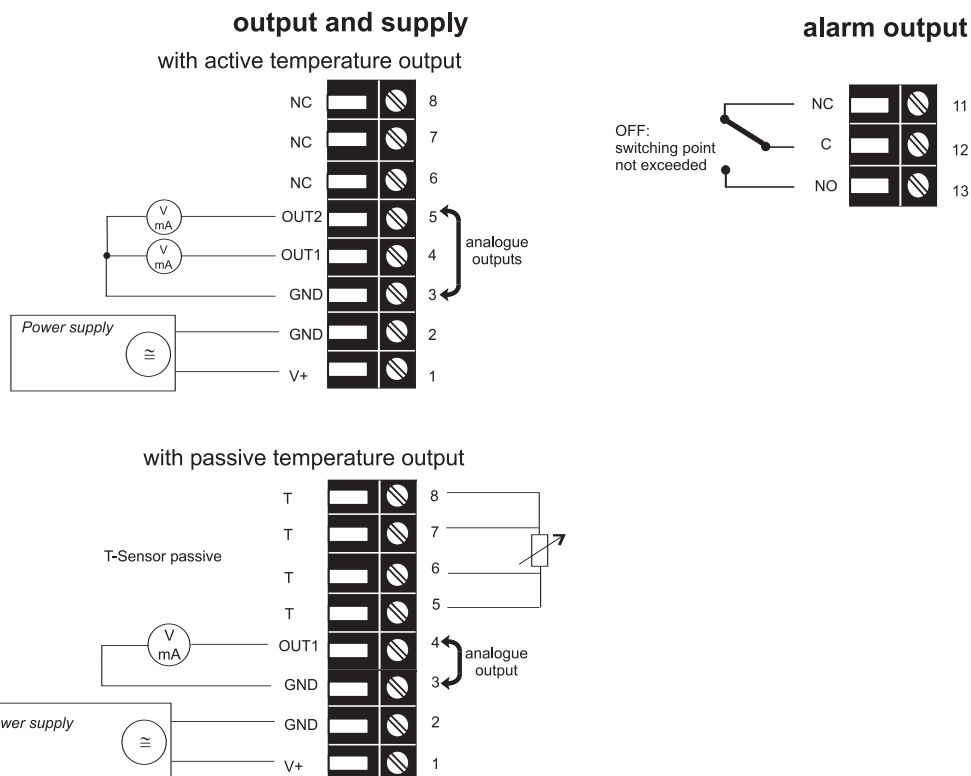 output and supply
with active temperature output
NC 8
NC 7
NC 6
V
mA
OUT2 5
V
mA
OUT1 4
analogue
outputs
GND 3
Power supply
≅
GND 2
V+ 1
alarm output
OFF:
switching point
not exceeded
NC 11
C 12
NO 13
with passive temperature output
T 8
T 7
T-Sensor passive
T 6
T 5
V
mA
OUT1 4
analogue
output
GND 3
wer supply
≅
GND 2
V+ 1